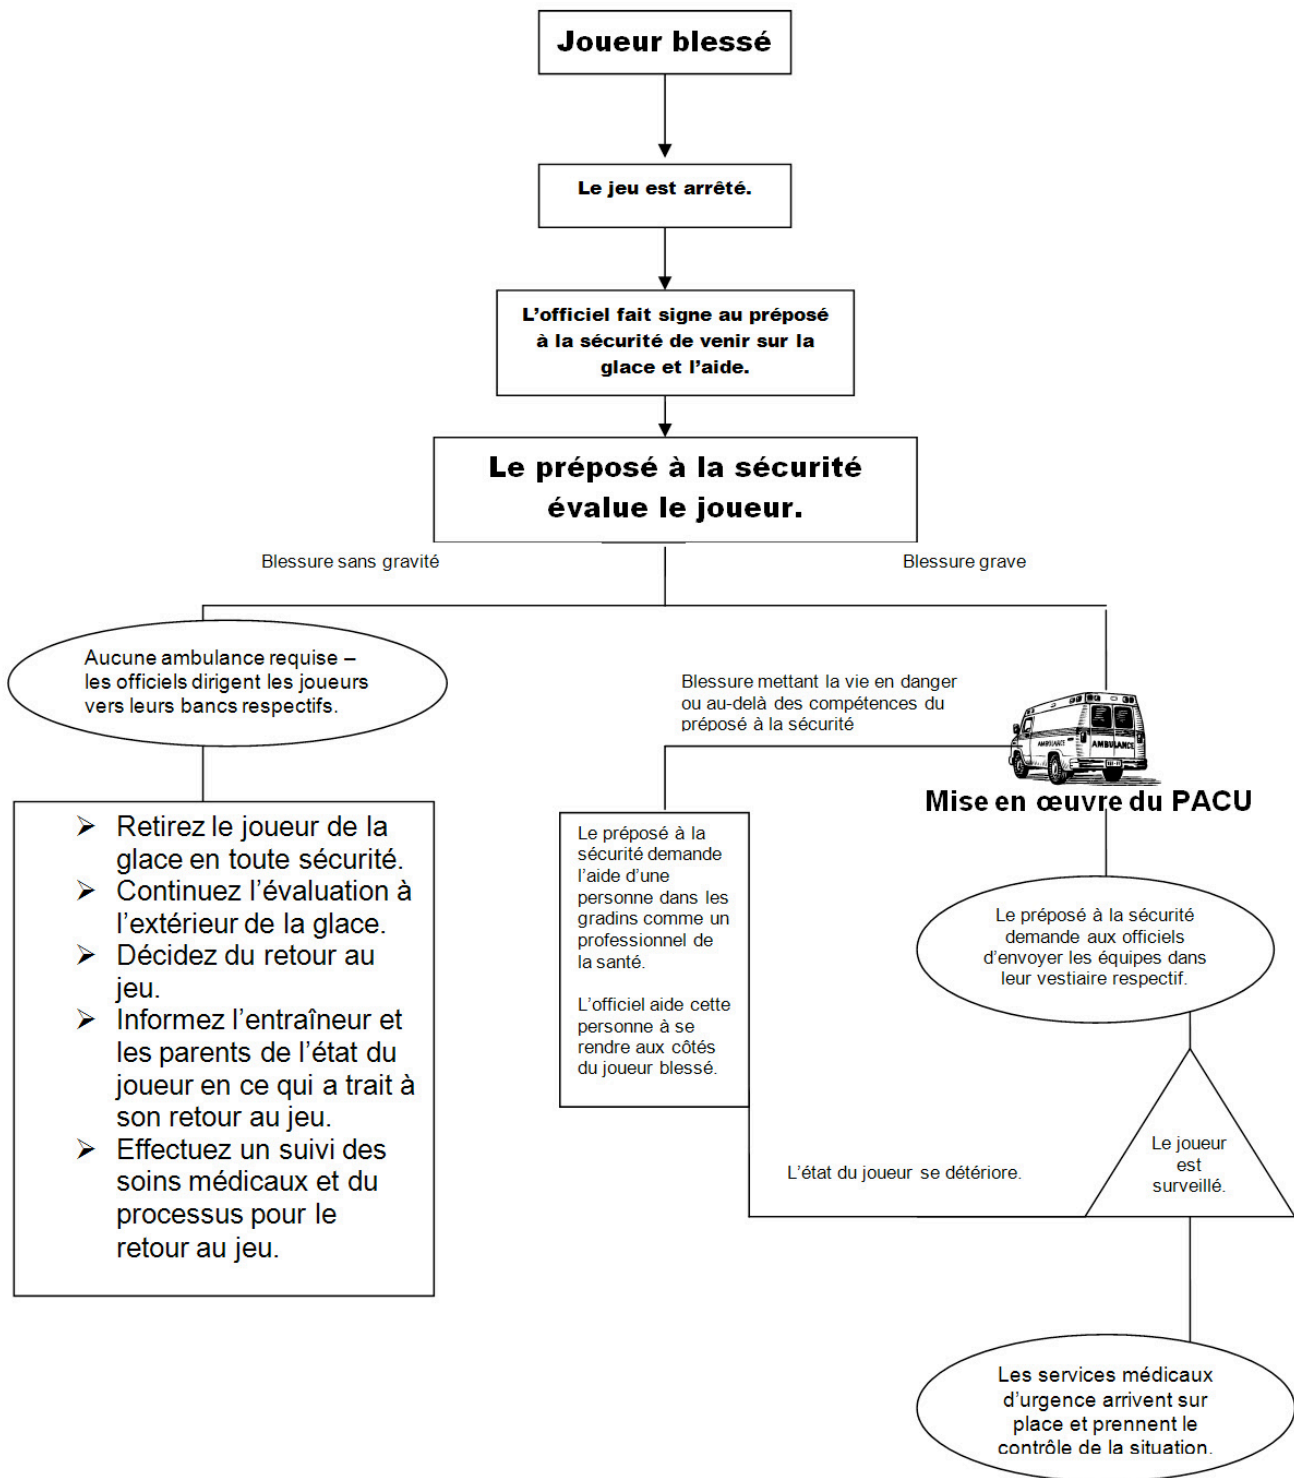 Joueur blessé
Le jeu est arrêté.
L’officiel fait signe au préposé
à la sécurité de venir sur la
glace et l’aide.
Le préposé à la sécurité
évalue le joueur.
Blessure sans gravité
Blessure grave
Aucune ambulance requise –
les officiels dirigent les joueurs
vers leurs bancs respectifs.
➢ Retirez le joueur de la
glace en toute sécurité.
➢ Continuez l’évaluation à
l’extérieur de la glace.
➢ Décidez du retour au
jeu.
➢ Informez l’entraîneur et
les parents de l’état du
joueur en ce qui a trait à
son retour au jeu.
➢ Effectuez un suivi des
soins médicaux et du
processus pour le
retour au jeu.
Blessure mettant la vie en danger
ou au-delà des compétences du
préposé à la sécurité
AMBULANCE
AMBULANCE
Mise en œuvre du PACU
Le préposé à la
sécurité demande
l’aide d’une
personne dans les
gradins comme un
professionnel de
la santé.
L’officiel aide cette
personne à se
rendre aux côtés
du joueur blessé.
Le préposé à la sécurité
demande aux officiels
d’envoyer les équipes dans
leur vestiaire respectif.
L’état du joueur se détériore.
Le joueur
est
surveillé.
Les services médicaux
d’urgence arrivent sur
place et prennent le
contrôle de la situation.